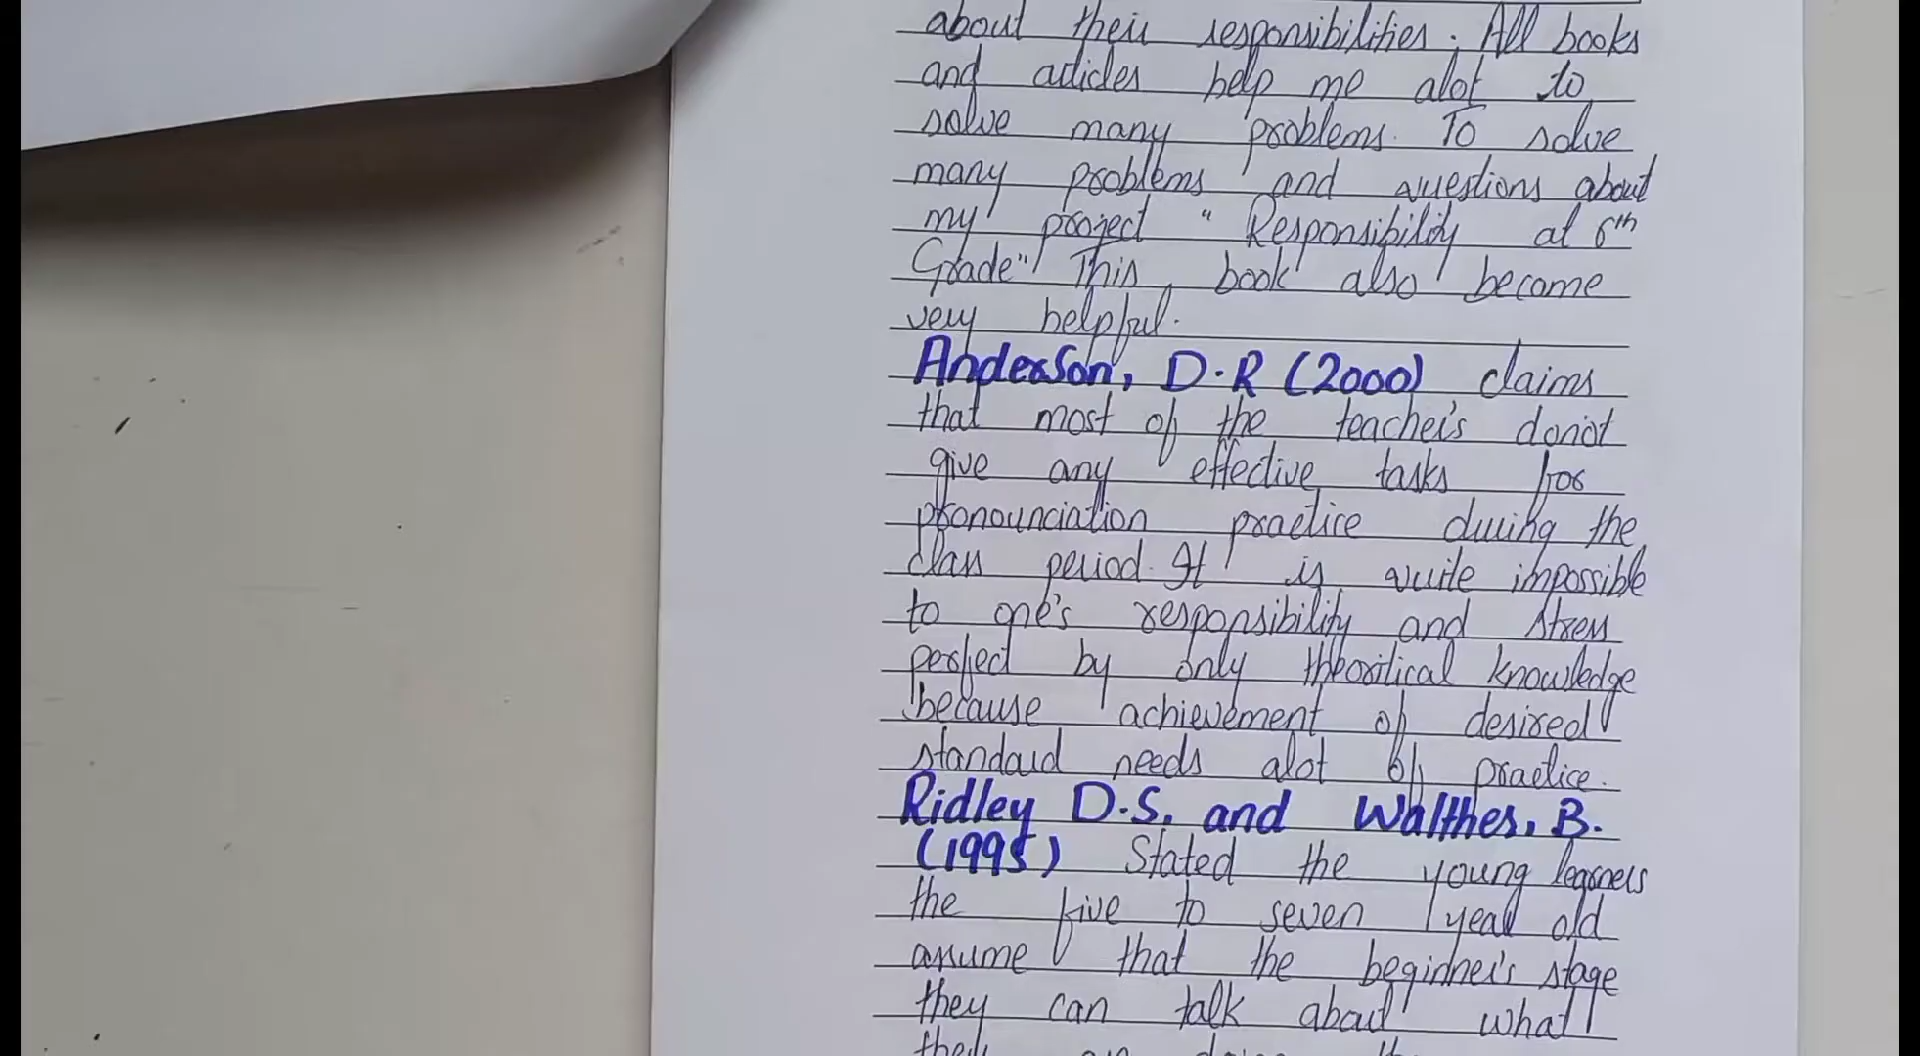 about their responsibilities. All books
and articles help me alot to
solve many problems. To solve
many problems and questions about
my project "Responsibility at 6th
Grade" This book also become
very helpful.
Anderson, D.R (2000) claims
that most of the teacher's donot
give any effective tasks for
pronounciation practice during the
class period. It is quite impossible
to one's responsibility and stress
perfect by only theoritical knowledge
because achievement of desired
standard needs alot of practice.
Ridley D.S. and Walther, B.
(1995) Stated the young learners
the five to seven year old
assume that the beginner's stage
they can talk about what